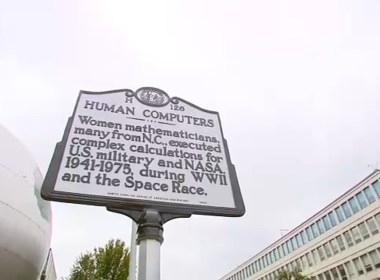 H 126
HUMAN COMPUTERS
Women mathematicians,
many from N.C., executed
complex calculations for
U.S. military and NASA,
1941-1975, during WWII
and the Space Race.